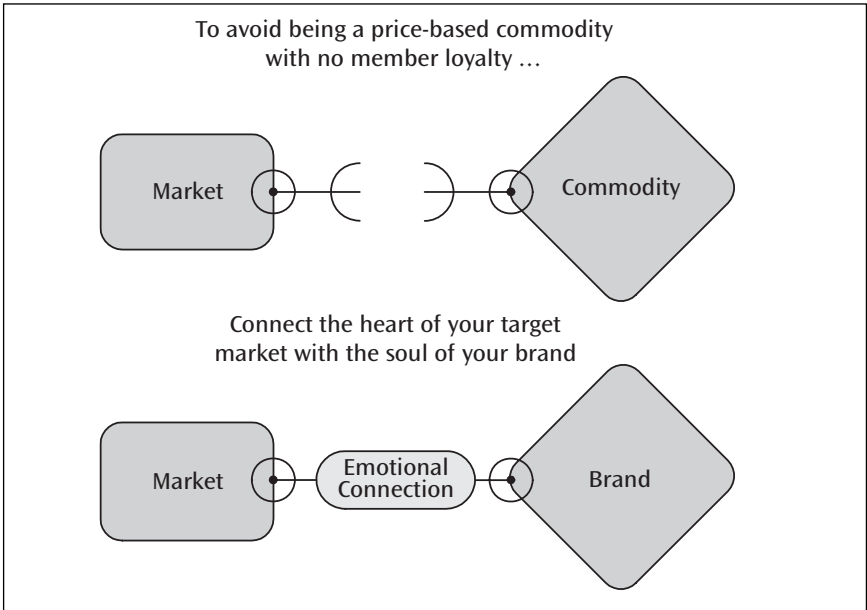 To avoid being a price-based commodity
with no member loyalty …
Market
Commodity
Connect the heart of your target
market with the soul of your brand
Market
Emotional
Connection
Brand